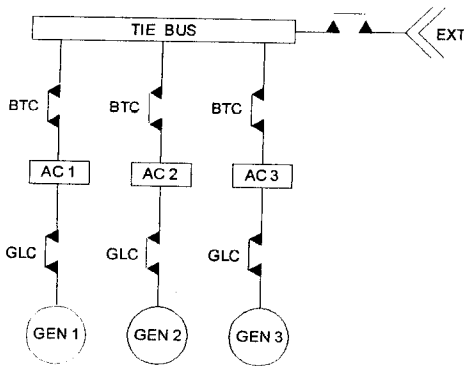 TIE BUS
EXT
BTC
BTC
BTC
AC 1
AC 2
AC 3
GLC
GLC
GLC
GEN 1
GEN 2
GEN 3